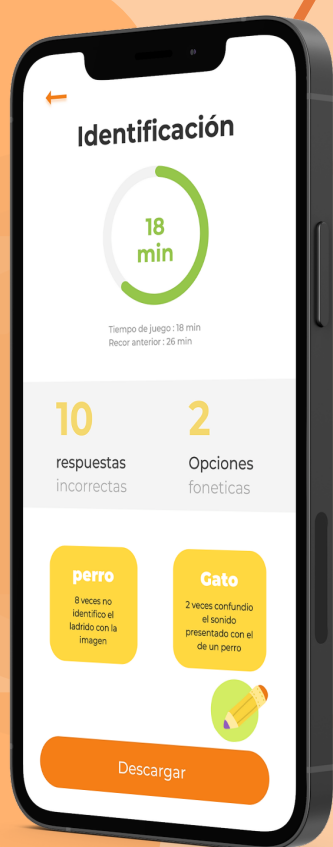 Identificación
18
min
Tiempo de juego : 18 min
Recor anterior : 26 min
10
respuestas
incorrectas
2
Opciones
foneticas
perro
8 veces no
identifico el
ladrido con la
imagen
Gato
2 veces confundio
el sonido
presentado con el
de un perro
Descargar